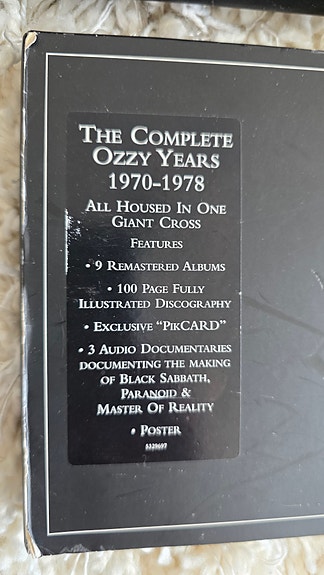 THE COMPLETE
OZZY YEARS
1970-1978
ALL HOUSED IN ONE
GIANT CROSS
FEATURES
• 9 REMASTERED ALBUMS
• 100 PAGE FULLY
ILLUSTRATED DISCOGRAPHY
• EXCLUSIVE "PIKCARD"
• 3 AUDIO DOCUMENTARIES
DOCUMENTING THE MAKING
OF BLACK SABBATH,
PARANOID &
MASTER OF REALITY
• POSTER
5329697